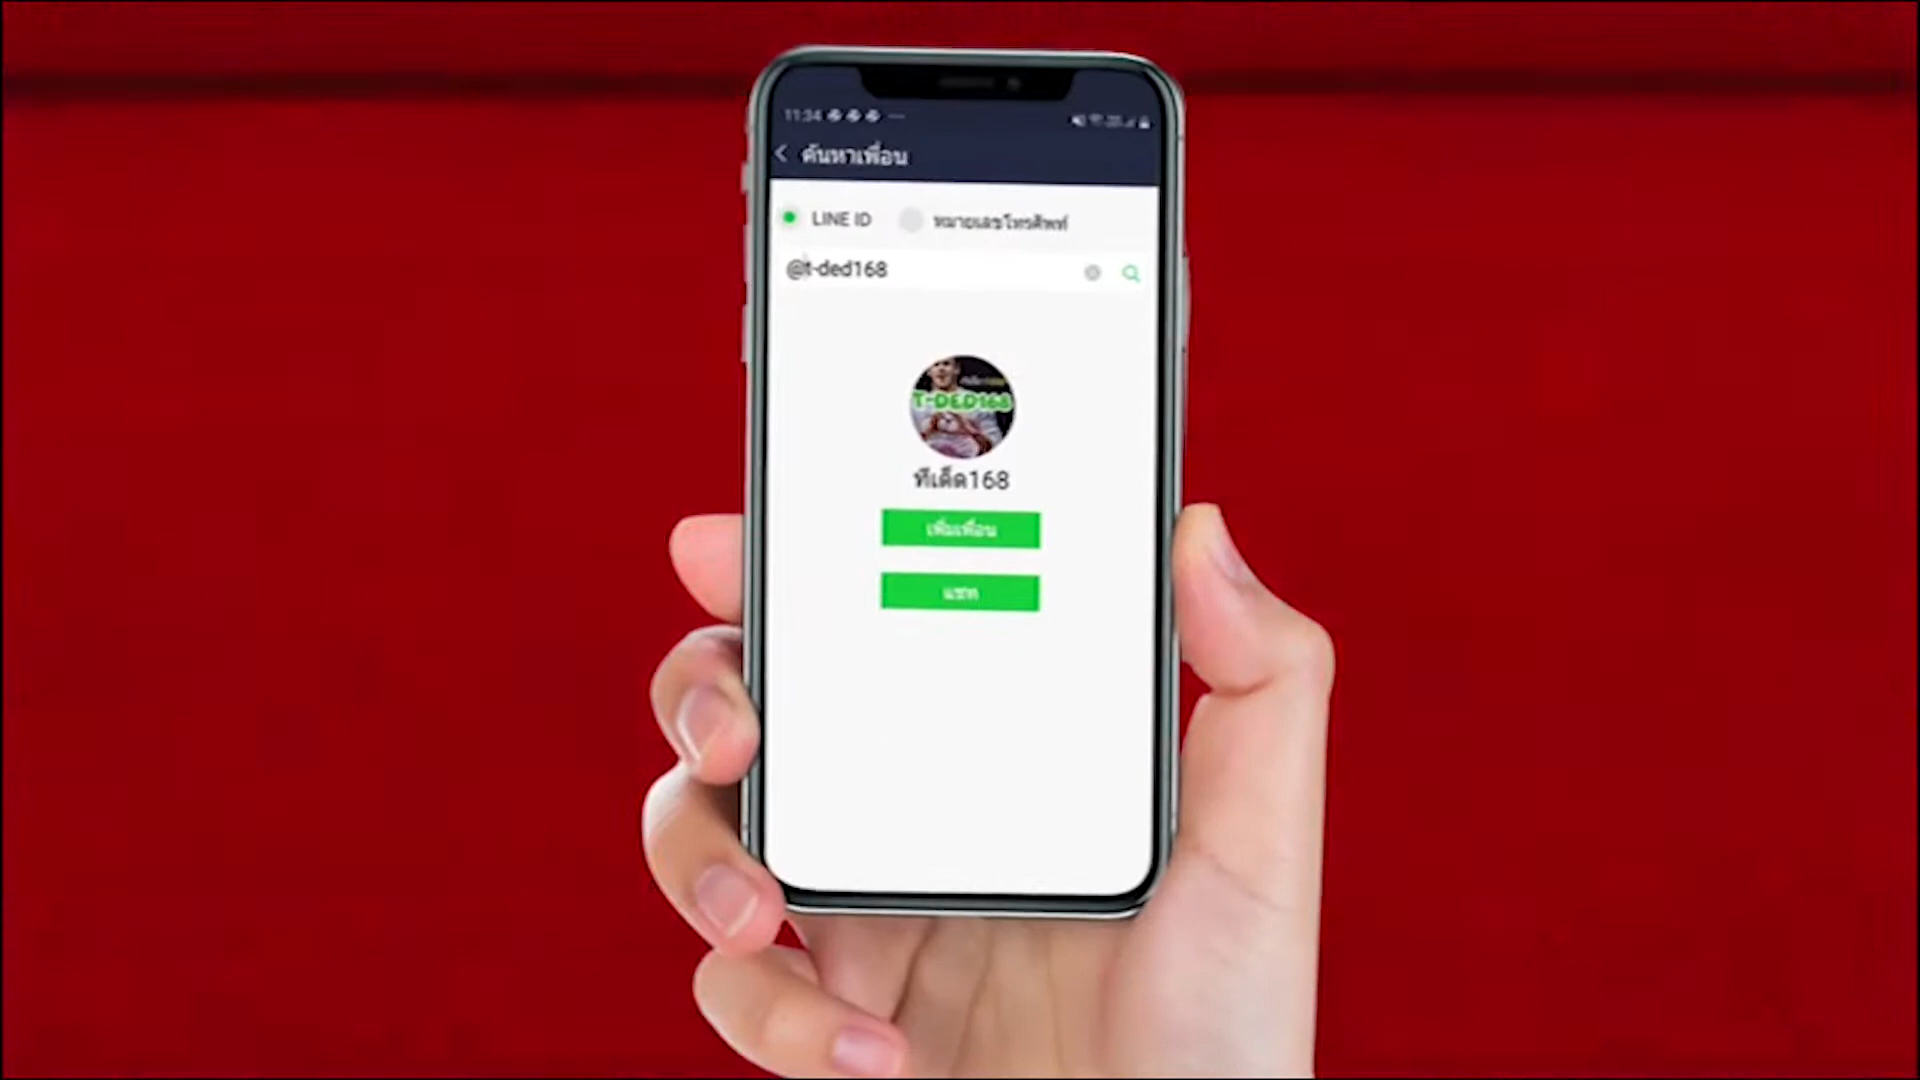 11:34
ค้นหาเพื่อน
LINE ID หมายเลขโทรศัพท์
@t-ded168
T-DED168
ทีเด็ด168
เพิ่มเพื่อน
แชท